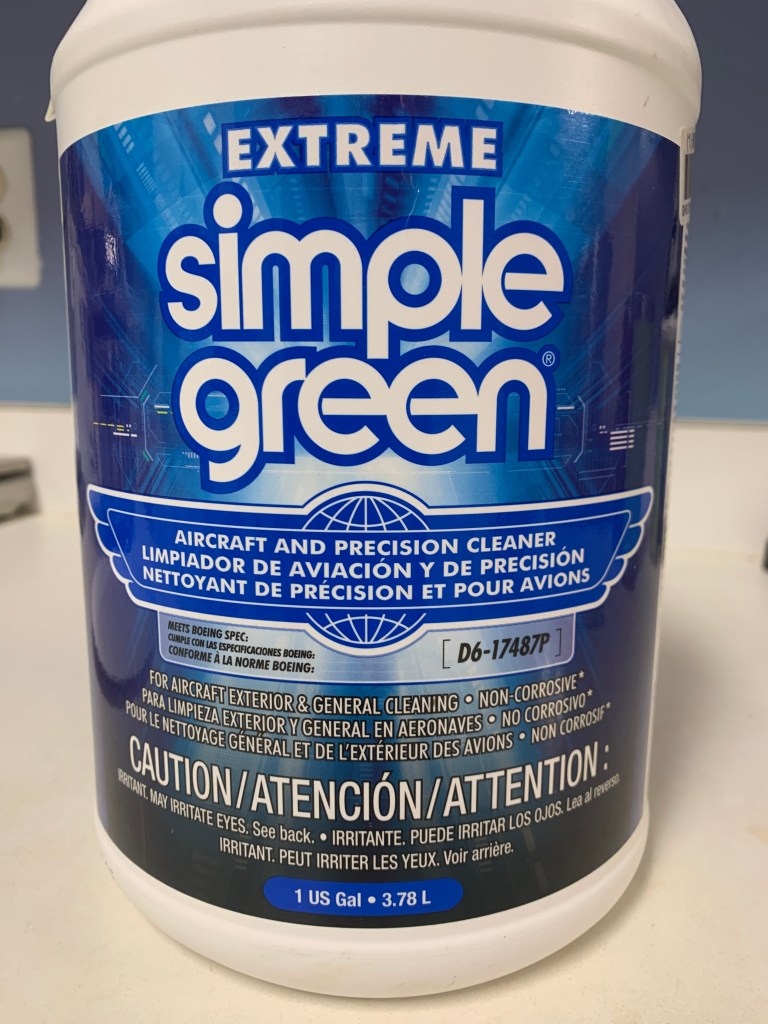 EXTREME
simple
green®
AIRCRAFT AND PRECISION CLEANER
LIMPIADOR DE AVIACIÓN Y DE PRECISIÓN
NETTOYANT DE PRÉCISION ET POUR AVIONS
MEETS BOEING SPEC:
CUMPLE CON LAS ESPECIFICACIONES BOEING:
CONFORME À LA NORME BOEING:
[ D6-17487P ]
FOR AIRCRAFT EXTERIOR & GENERAL CLEANING • NON-CORROSIVE*
PARA LIMPIEZA EXTERIOR Y GENERAL EN AERONAVES • NO CORROSIVO*
POUR LE NETTOYAGE GÉNÉRAL ET DE L'EXTÉRIEUR DES AVIONS • NON CORROSIF*
CAUTION/ATENCIÓN/ATTENTION:
IRRITANT. MAY IRRITATE EYES. See back. • IRRITANTE. PUEDE IRRITAR LOS OJOS. Lea al reverso.
IRRITANT. PEUT IRRITER LES YEUX. Voir arrière.
1 US Gal • 3.78 L